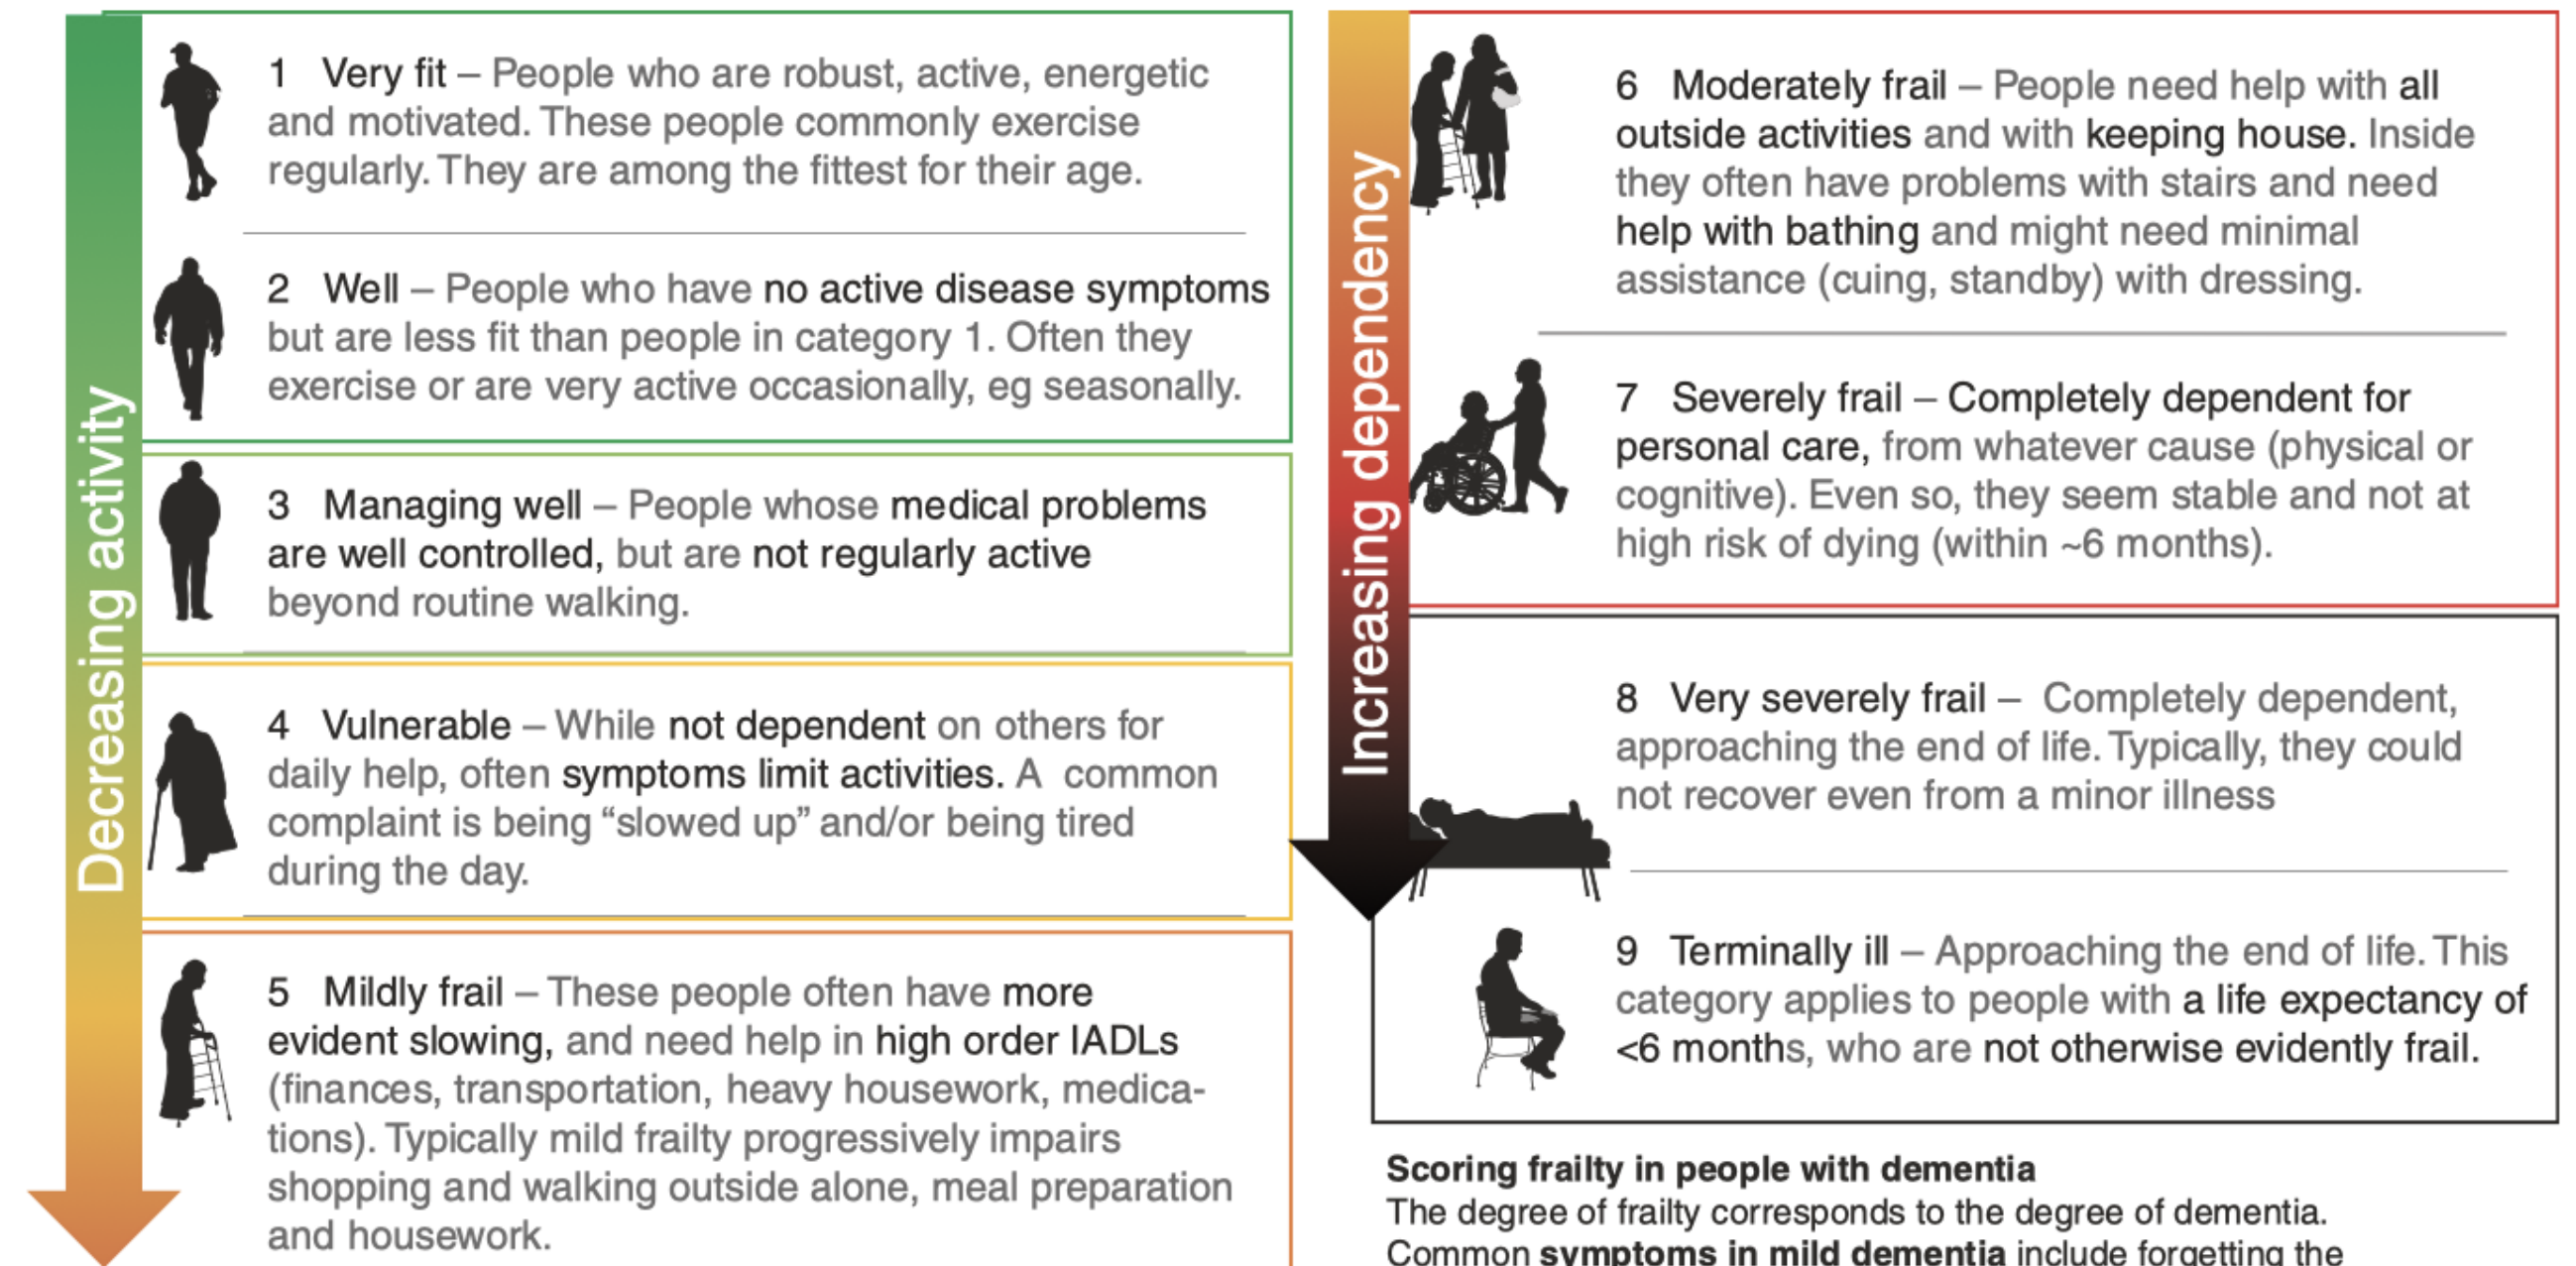 Decreasing activity
1 Very fit – People who are robust, active, energetic
and motivated. These people commonly exercise
regularly. They are among the fittest for their age.
2 Well – People who have no active disease symptoms
but are less fit than people in category 1. Often they
exercise or are very active occasionally, eg seasonally.
3 Managing well – People whose medical problems
are well controlled, but are not regularly active
beyond routine walking.
4 Vulnerable – While not dependent on others for
daily help, often symptoms limit activities. A common
complaint is being “slowed up” and/or being tired
during the day.
5 Mildly frail – These people often have more
evident slowing, and need help in high order IADLs
(finances, transportation, heavy housework, medica-
tions). Typically mild frailty progressively impairs
shopping and walking outside alone, meal preparation
and housework.
Increasing dependency
6 Moderately frail – People need help with all
outside activities and with keeping house. Inside
they often have problems with stairs and need
help with bathing and might need minimal
assistance (cuing, standby) with dressing.
7 Severely frail – Completely dependent for
personal care, from whatever cause (physical or
cognitive). Even so, they seem stable and not at
high risk of dying (within ~6 months).
8 Very severely frail – Completely dependent,
approaching the end of life. Typically, they could
not recover even from a minor illness
9 Terminally ill – Approaching the end of life. This
category applies to people with a life expectancy of
<6 months, who are not otherwise evidently frail.
Scoring frailty in people with dementia
The degree of frailty corresponds to the degree of dementia.
Common symptoms in mild dementia include forgetting the